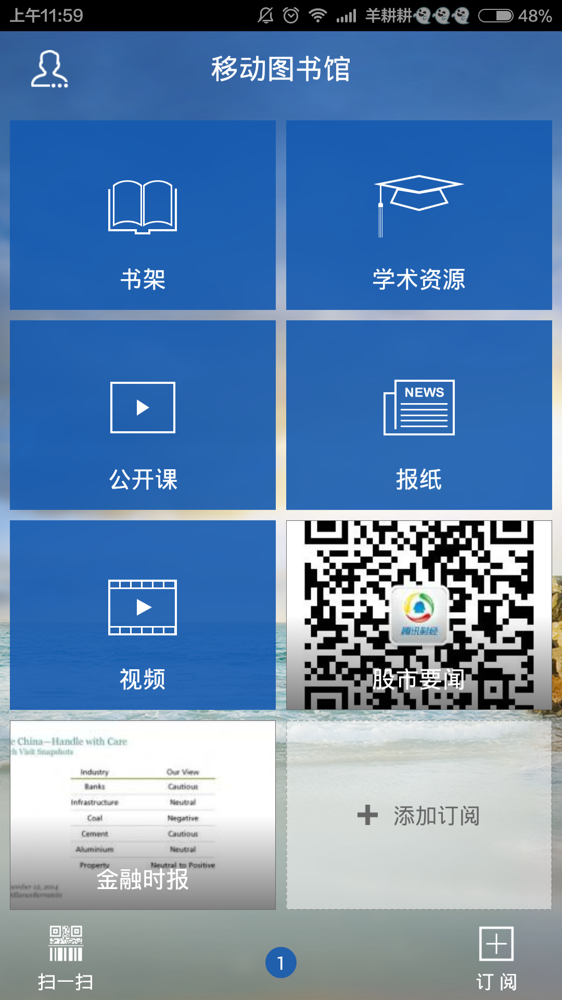 上午11:59
羊耕耕👻👻👻
48%
移动图书馆
书架
学术资源
公开课
NEWS
报纸
视频
腾讯财经
股市要闻
e China—Handle with Care
h Visit Snapshots
Industry Our View
Banks Cautious
Infrastructure Neutral
Coal Negative
Cement Cautious
Aluminium Neutral
Property Neutral to Positive
金融时报
ember 12, 2014
AllianceBernstein
添加订阅
扫一扫
1
订 阅